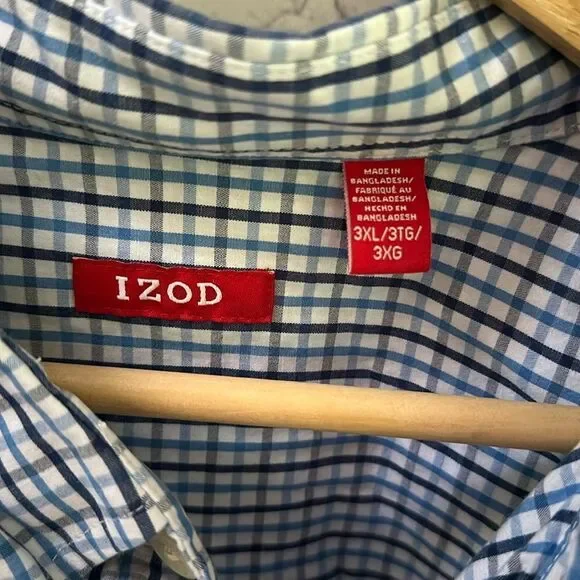 MADE IN
BANGLADESH/
FABRIQUÉ AU
BANGLADESH/
HECHO EN
BANGLADESH
3XL/3TG/
3XG
IZOD